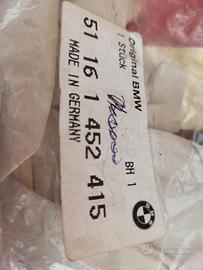 Original BMW
1 Stück
BH 1
51 16 1 452 415
MADE IN GERMANY